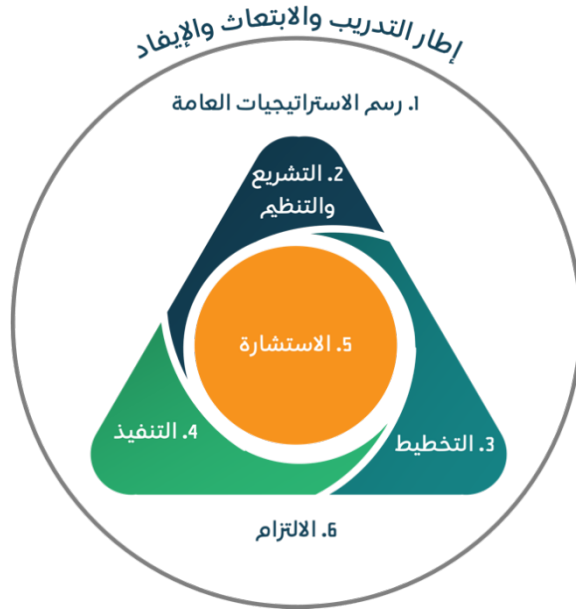 إطار التدريب والابتعاث والإيفاد
1. رسم الاستراتيجيات العامة
2. التشريع
والتنظيم
5. الاستشارة
3. التخطيط
4. التنفيذ
6. الالتزام